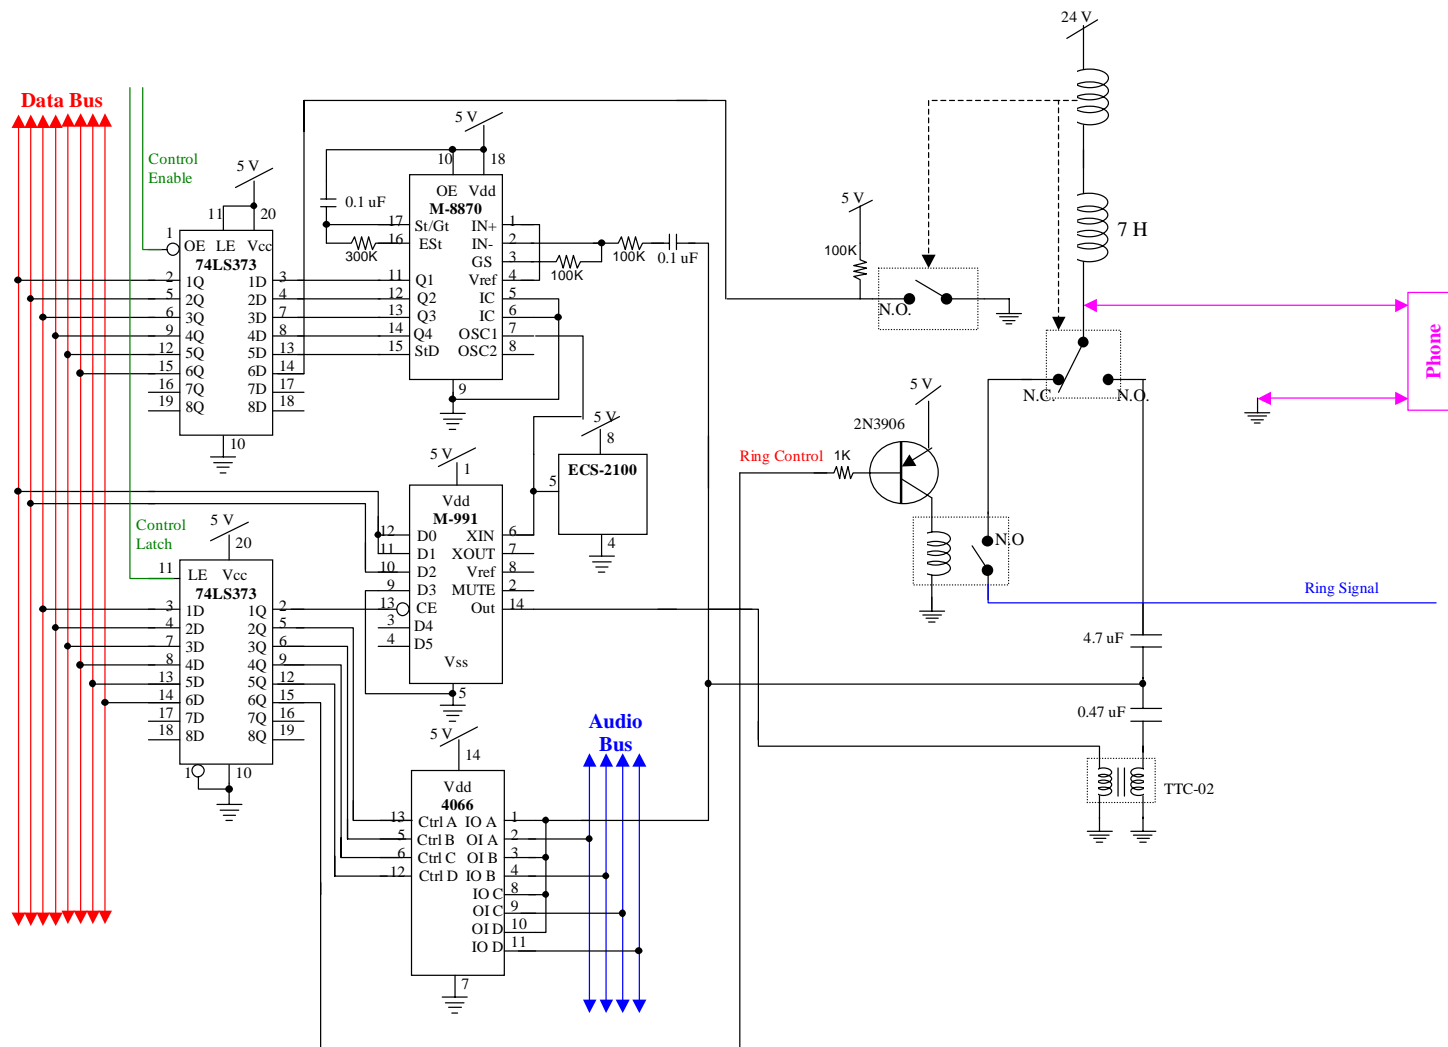 24 V
Data Bus
5 V
Control
Enable
5 V
10 18
OE Vdd
M-8870
0.1 uF
17 St/Gt IN+ 1
16 ESt IN- 2
300K
GS 3
100K
100K
0.1 uF
11 Q1 Vref 4
12 Q2 IC 5
13 Q3 IC 6
14 Q4 OSC1 7
15 StD OSC2 8
9
11 20
1
OE LE Vcc
74LS373
2 1Q 1D 3
5 2Q 2D 4
6 3Q 3D 7
9 4Q 4D 8
12 5Q 5D 13
15 6Q 6D 14
16 7Q 7D 17
19 8Q 8D 18
10
5 V
100K
N.O.
7 H
Phone
N.C. N.O.
5 V
2N3906
Ring Control
1K
N.O
Ring Signal
5 V
8
ECS-2100
5
4
5 V
1
Vdd
M-991
12 D0 XIN 6
11 D1 XOUT 7
10 D2 Vref 8
9 D3 MUTE 2
13 CE Out 14
3 D4
4 D5
Vss
5
Control
Latch
5 V
20
11 LE Vcc
74LS373
3 1D 1Q 2
4 2D 2Q 5
7 3D 3Q 6
8 4D 4Q 9
13 5D 5Q 12
14 6D 6Q 15
17 7D 7Q 16
18 8D 8Q 19
1 10
4.7 uF
0.47 uF
TTC-02
Audio
Bus
5 V
14
Vdd
4066
13 Ctrl A IO A 1
5 Ctrl B OI A 2
6 Ctrl C OI B 3
12 Ctrl D IO B 4
IO C 8
OI C 9
OI D 10
IO D 11
7